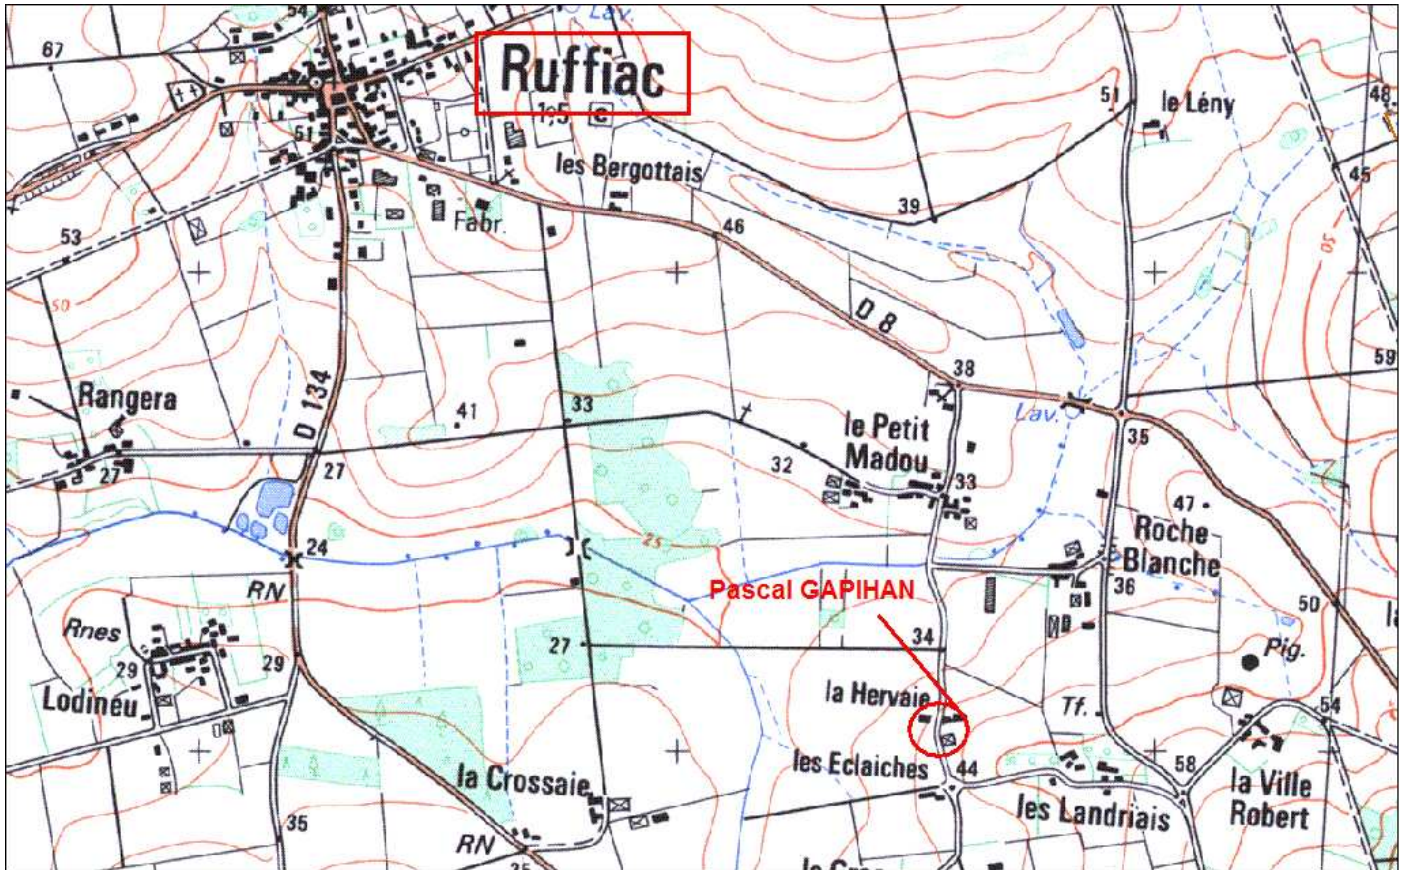 54
Lav.
67
Ruffiac
1,5 C
51
51
le Lény
48
les Bergottais
45
39
Fabr.
46
53
50
50
D 8
59
38
Rangera
D 134
41
33
Lav.
le Petit
Madou
35
27
27
32
33
47
24
25
Roche
Blanche
RN
Pascal GAPIHAN
36
50
Rnes
34
27
Pig.
29
29
la Hervaie
Lodineu
Tf.
54
les Eclaiches
44
58
la Crossaie
la Ville
Robert
les Landriais
35
RN
25